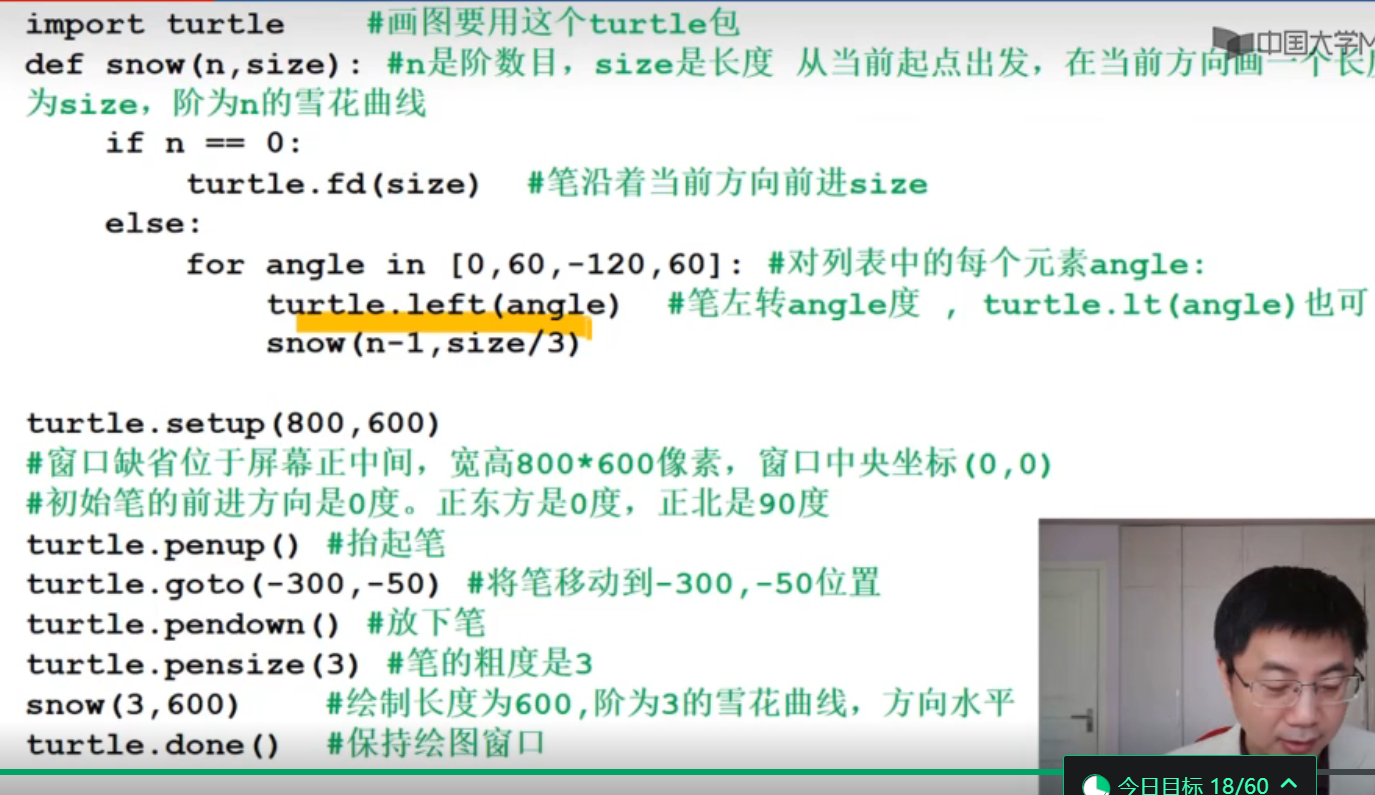 import turtle #画图要用这个turtle包
中国大学M
def snow(n,size): #n是阶数目，size是长度 从当前起点出发，在当前方向画一个长度
为size，阶为n的雪花曲线
if n == 0:
turtle.fd(size) #笔沿着当前方向前进size
else:
for angle in [0,60,-120,60]: #对列表中的每个元素angle:
turtle.left(angle) #笔左转angle度 , turtle.lt(angle)也可
snow(n-1,size/3)
turtle.setup(800,600)
#窗口缺省位于屏幕正中间，宽高800*600像素，窗口中央坐标(0,0)
#初始笔的前进方向是0度。正东方是0度，正北是90度
turtle.penup() #抬起笔
turtle.goto(-300,-50) #将笔移动到-300,-50位置
turtle.pendown() #放下笔
turtle.pensize(3) #笔的粗度是3
snow(3,600) #绘制长度为600,阶为3的雪花曲线，方向水平
turtle.done() #保持绘图窗口
今日目标 18/60